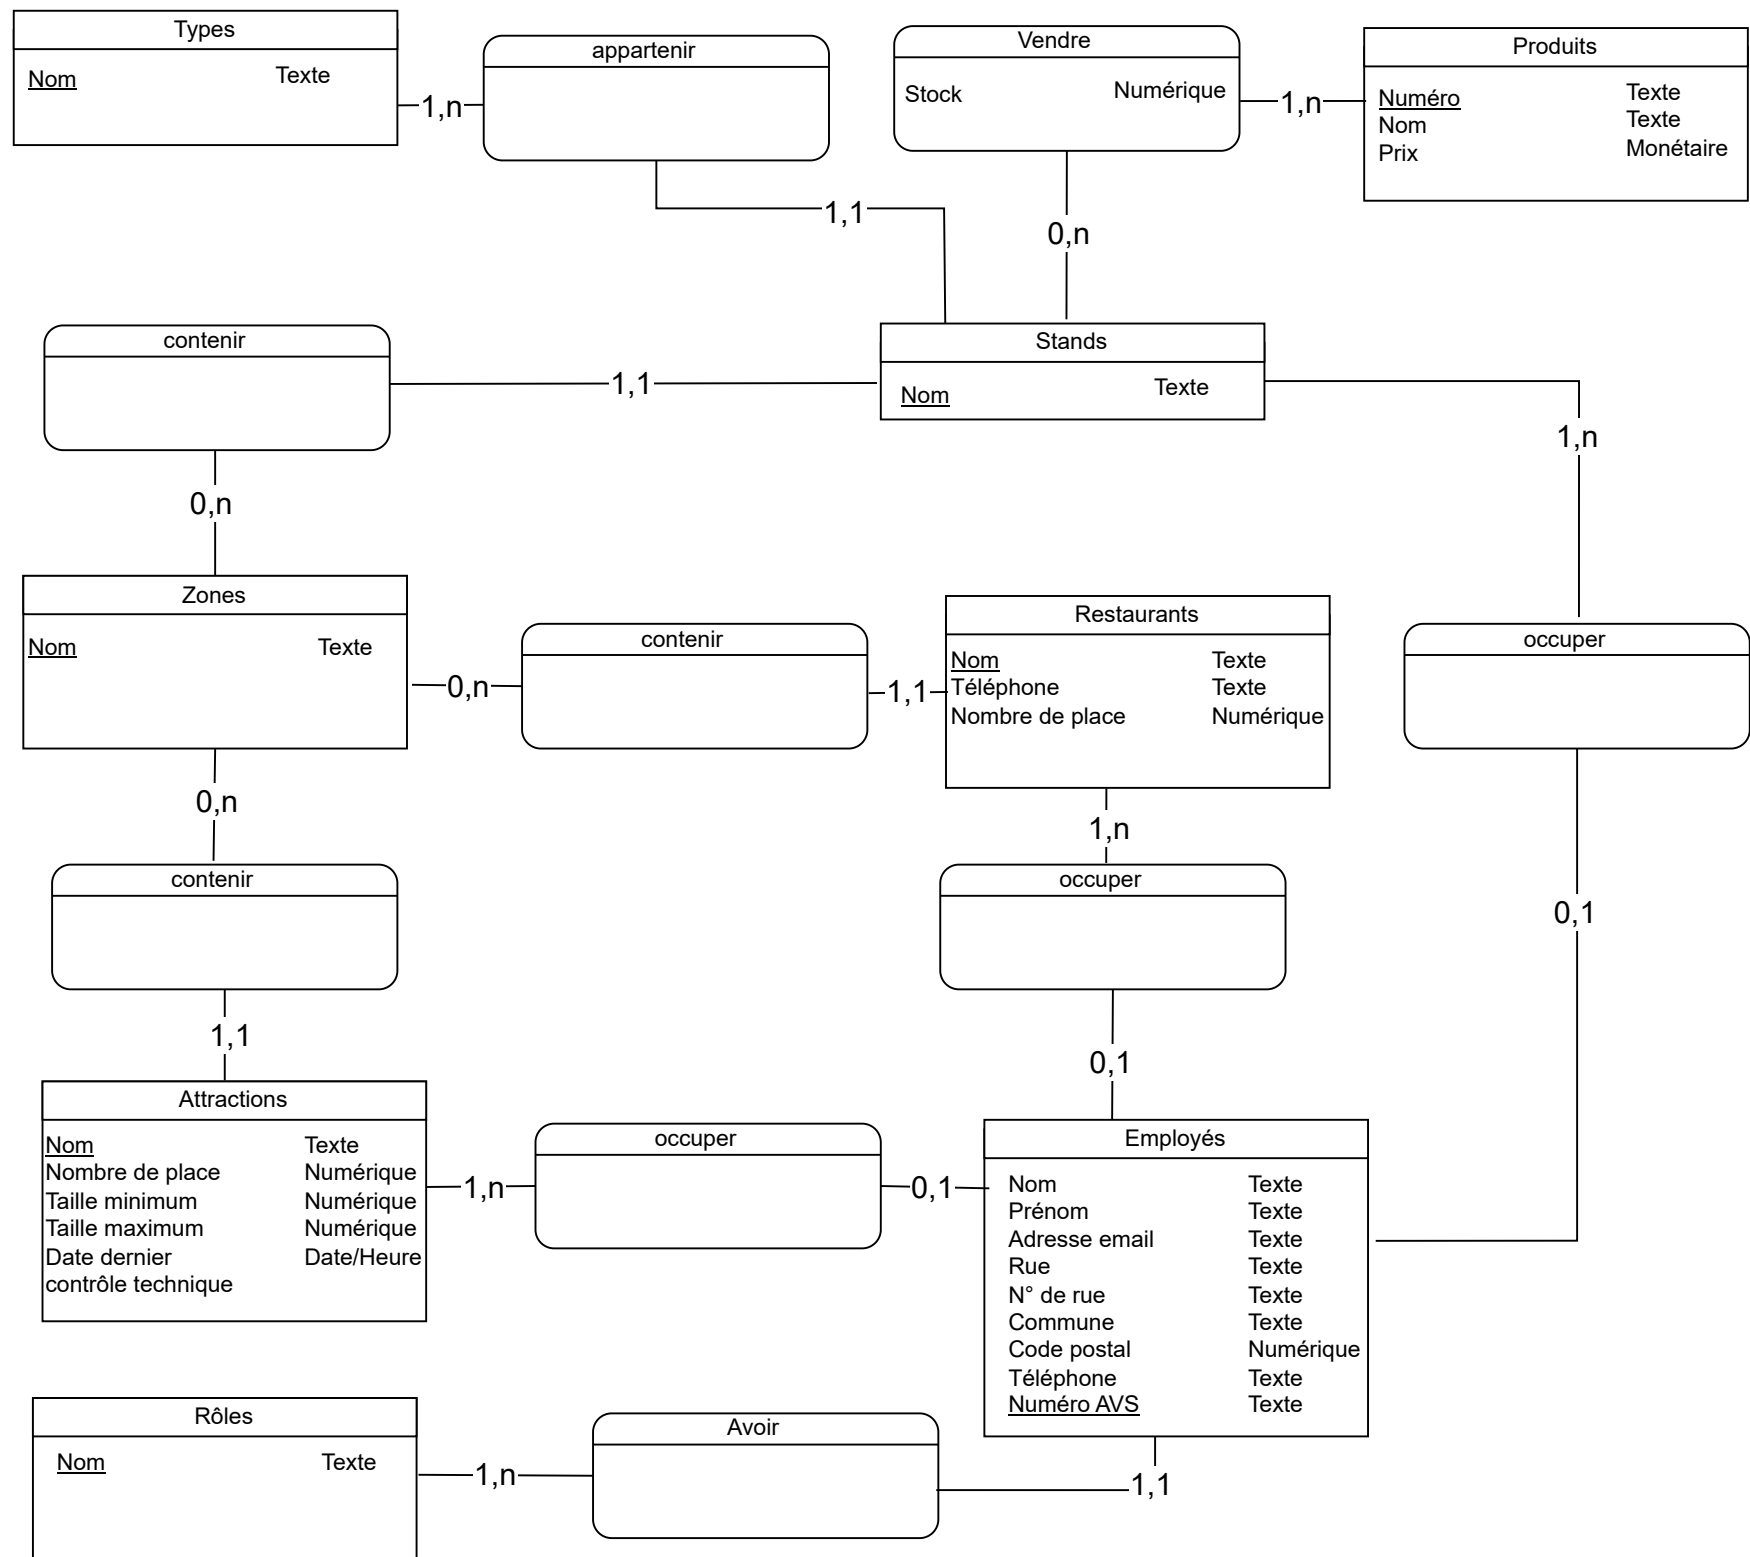 Types
Nom Texte
1,n
appartenir
1,1
Vendre
Stock Numérique
1,n
0,n
Produits
Numéro Texte
Nom Texte
Prix Monétaire
contenir
1,1
0,n
Stands
Nom Texte
1,n
Zones
Nom Texte
0,n
contenir
1,1
Restaurants
Nom Texte
Téléphone Texte
Nombre de place Numérique
occuper
0,n
1,n
contenir
occuper
0,1
1,1
0,1
Attractions
Nom Texte
Nombre de place Numérique
Taille minimum Numérique
Taille maximum Numérique
Date dernier Date/Heure
contrôle technique
1,n
occuper
0,1
Employés
Nom Texte
Prénom Texte
Adresse email Texte
Rue Texte
N° de rue Texte
Commune Texte
Code postal Numérique
Téléphone Texte
Numéro AVS Texte
Rôles
Nom Texte
1,n
Avoir
1,1